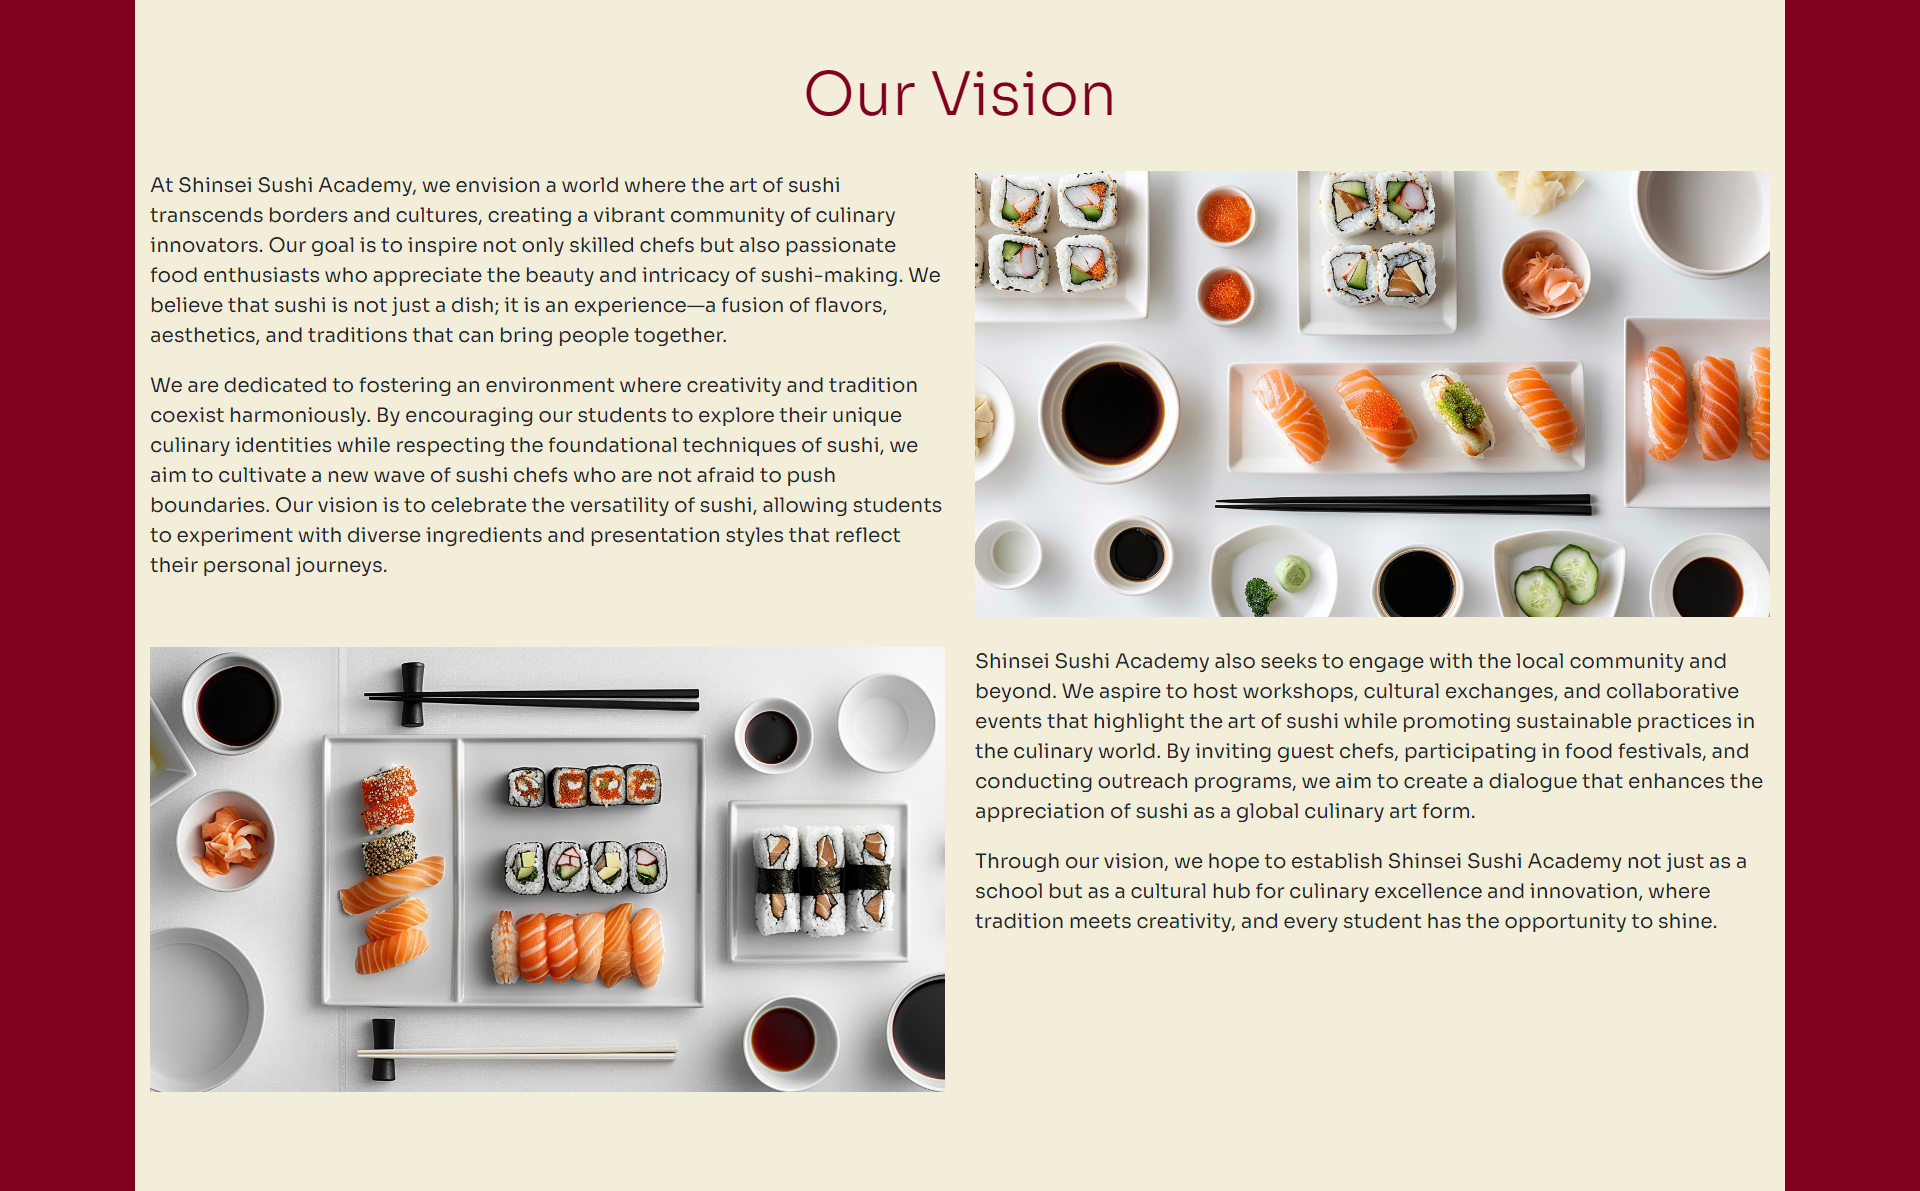 Our Vision
At Shinsei Sushi Academy, we envision a world where the art of sushi
transcends borders and cultures, creating a vibrant community of culinary
innovators. Our goal is to inspire not only skilled chefs but also passionate
food enthusiasts who appreciate the beauty and intricacy of sushi-making. We
believe that sushi is not just a dish; it is an experience—a fusion of flavors,
aesthetics, and traditions that can bring people together.
We are dedicated to fostering an environment where creativity and tradition
coexist harmoniously. By encouraging our students to explore their unique
culinary identities while respecting the foundational techniques of sushi, we
aim to cultivate a new wave of sushi chefs who are not afraid to push
boundaries. Our vision is to celebrate the versatility of sushi, allowing students
to experiment with diverse ingredients and presentation styles that reflect
their personal journeys.
Shinsei Sushi Academy also seeks to engage with the local community and
beyond. We aspire to host workshops, cultural exchanges, and collaborative
events that highlight the art of sushi while promoting sustainable practices in
the culinary world. By inviting guest chefs, participating in food festivals, and
conducting outreach programs, we aim to create a dialogue that enhances the
appreciation of sushi as a global culinary art form.
Through our vision, we hope to establish Shinsei Sushi Academy not just as a
school but as a cultural hub for culinary excellence and innovation, where
tradition meets creativity, and every student has the opportunity to shine.